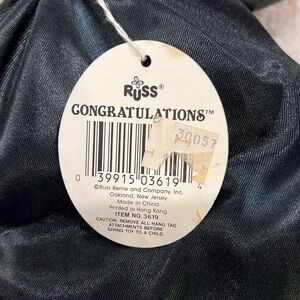 RUSS®
CONGRATULATIONS™
30057
0 39915 03619 4
©Russ Berrie and Company, Inc.
Oakland, New Jersey
Made in China
Printed in Hong Kong
ITEM NO. 3619
CAUTION: REMOVE ALL HANG TAG
ATTACHMENTS BEFORE
GIVING TOY TO A CHILD.